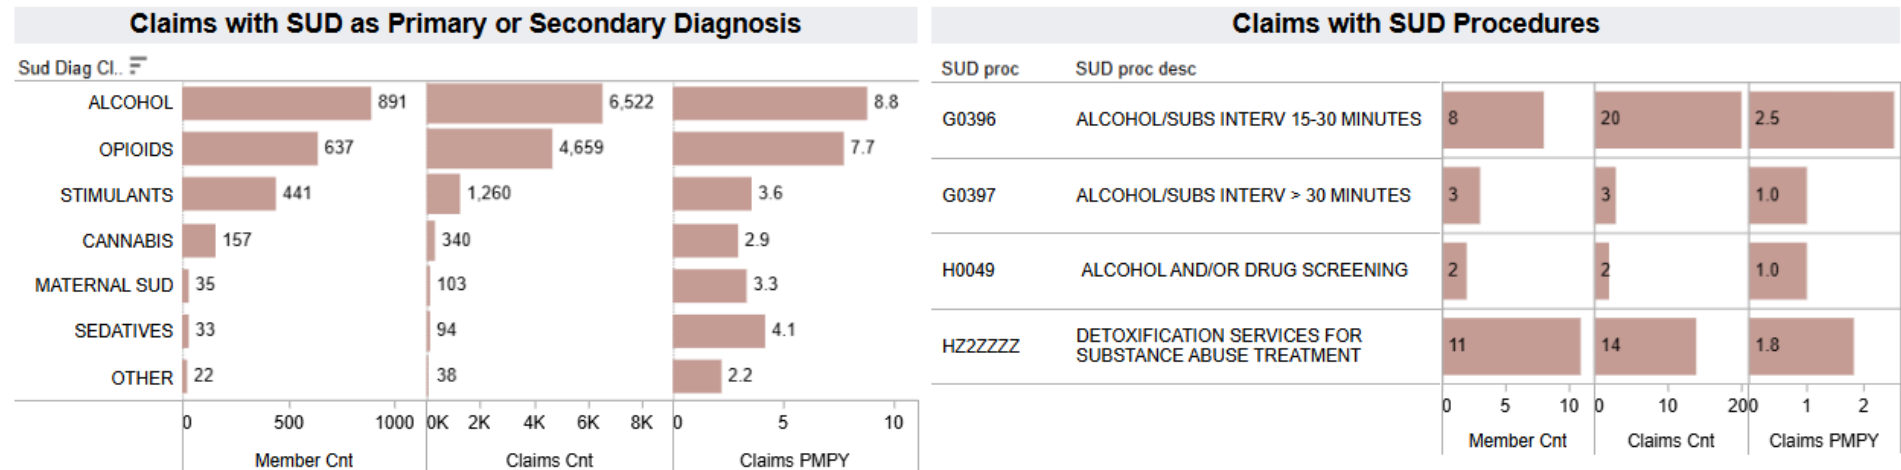 Claims with SUD as Primary or Secondary Diagnosis
Sud Diag Cl..
ALCOHOL 891 6,522 8.8
OPIOIDS 637 4,659 7.7
STIMULANTS 441 1,260 3.6
CANNABIS 157 340 2.9
MATERNAL SUD 35 103 3.3
SEDATIVES 33 94 4.1
OTHER 22 38 2.2
0 500 1000 0K 2K 4K 6K 8K 0 5 10
Member Cnt Claims Cnt Claims PMPY
Claims with SUD Procedures
SUD proc SUD proc desc
G0396 ALCOHOL/SUBS INTERV 15-30 MINUTES 8 20 2.5
G0397 ALCOHOL/SUBS INTERV > 30 MINUTES 3 3 1.0
H0049 ALCOHOL AND/OR DRUG SCREENING 2 2 1.0
HZ2ZZZZ DETOXIFICATION SERVICES FOR
SUBSTANCE ABUSE TREATMENT 11 14 1.8
0 5 10 0 10 20 0 1 2
Member Cnt Claims Cnt Claims PMPY